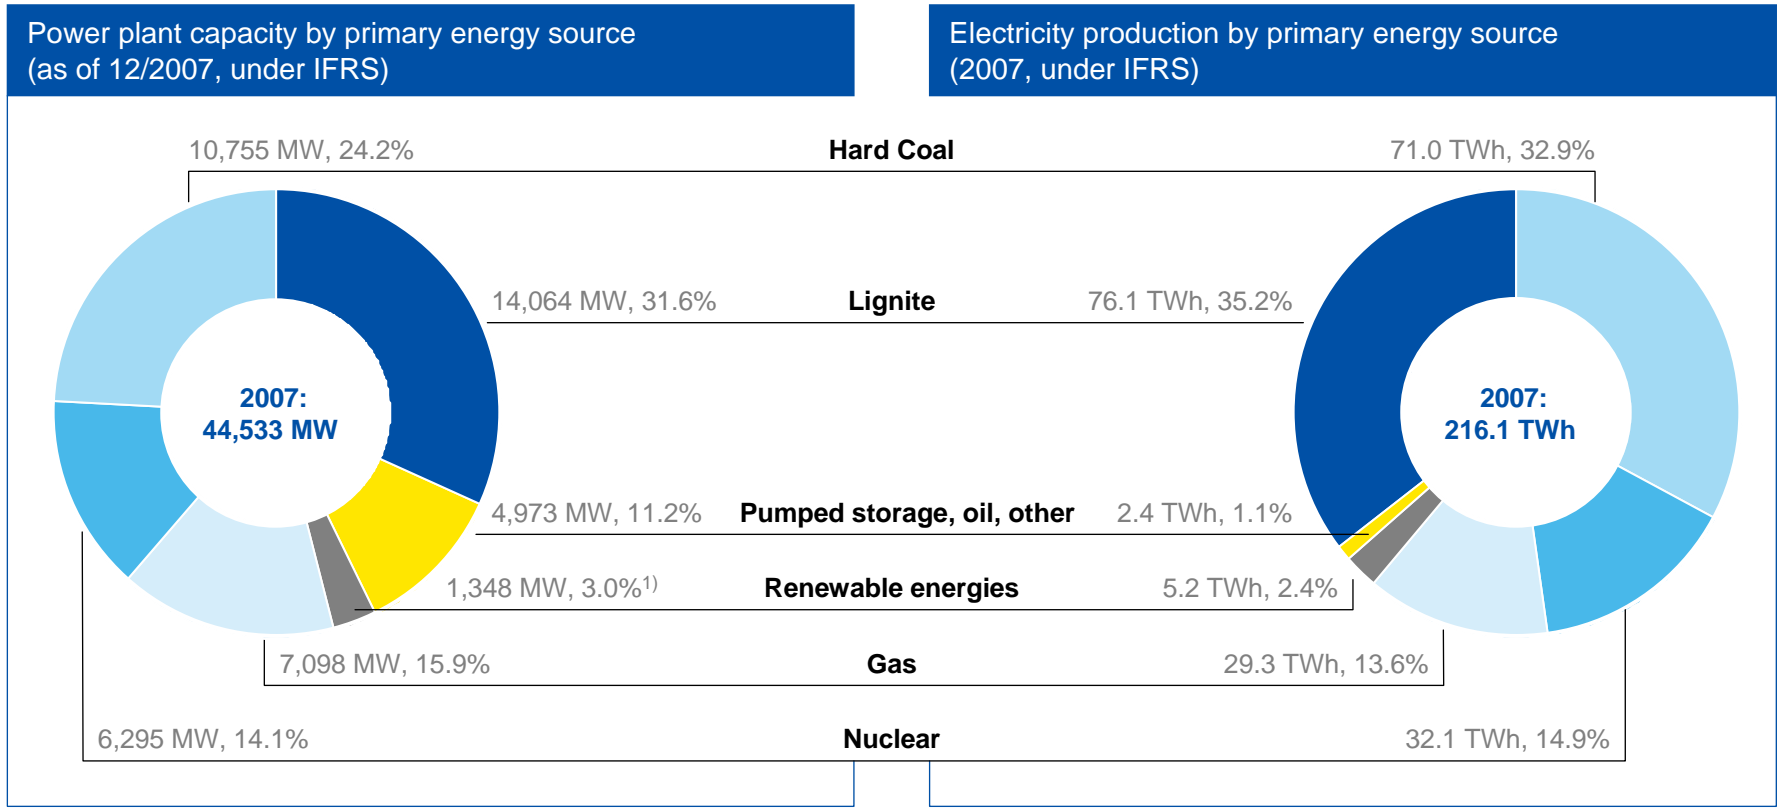 Power plant capacity by primary energy source
(as of 12/2007, under IFRS)
Electricity production by primary energy source
(2007, under IFRS)
10,755 MW, 24.2% Hard Coal 71.0 TWh, 32.9%
14,064 MW, 31.6% Lignite 76.1 TWh, 35.2%
2007:
44,533 MW
2007:
216.1 TWh
4,973 MW, 11.2% Pumped storage, oil, other 2.4 TWh, 1.1%
1,348 MW, 3.0%1) Renewable energies 5.2 TWh, 2.4%
7,098 MW, 15.9% Gas 29.3 TWh, 13.6%
6,295 MW, 14.1% Nuclear 32.1 TWh, 14.9%